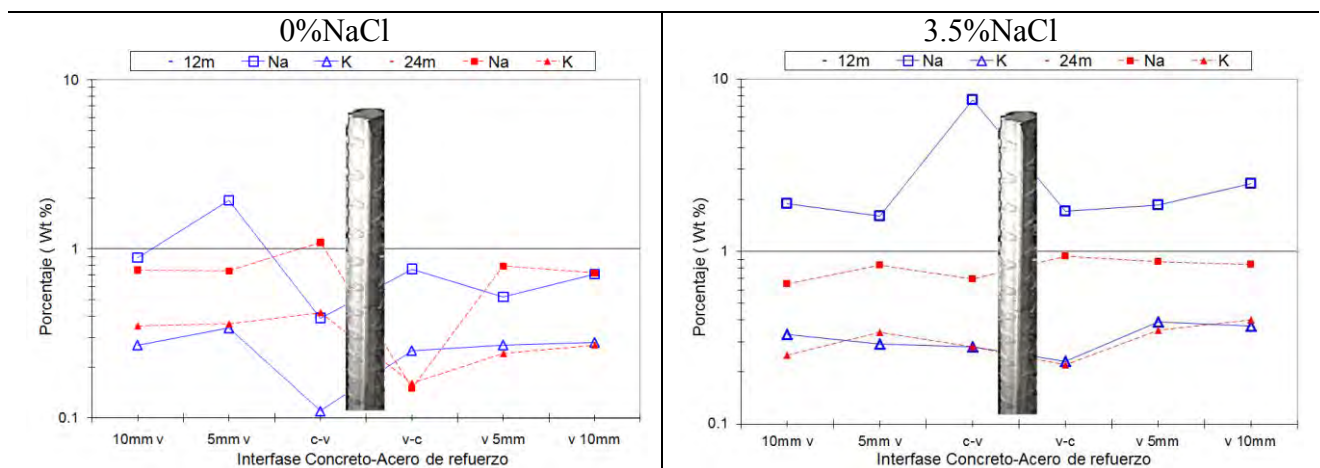 0%NaCl
12m Na K 24m Na K
10
1
0.1
Porcentaje ( Wt %)
10mm v 5mm v c-v v-c v 5mm v 10mm
Interfase Concreto-Acero de refuerzo
3.5%NaCl
12m Na K 24m Na K
10
1
0.1
Porcentaje ( Wt %)
10mm v 5mm v c-v v-c v 5mm v 10mm
Interfase Concreto-Acero de refuerzo